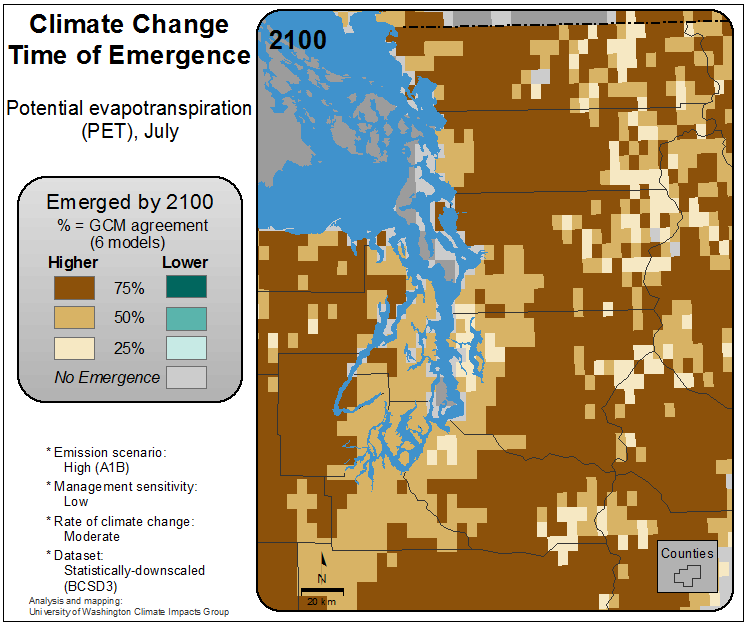 Climate Change
Time of Emergence
Potential evapotranspiration
(PET), July
Emerged by 2100
% = GCM agreement
(6 models)
Higher Lower
75%
50%
25%
No Emergence
* Emission scenario:
High (A1B)
* Management sensitivity:
Low
* Rate of climate change:
Moderate
* Dataset:
Statistically-downscaled
(BCSD3)
Analysis and mapping:
University of Washington Climate Impacts Group
2100
N
20 km
Counties